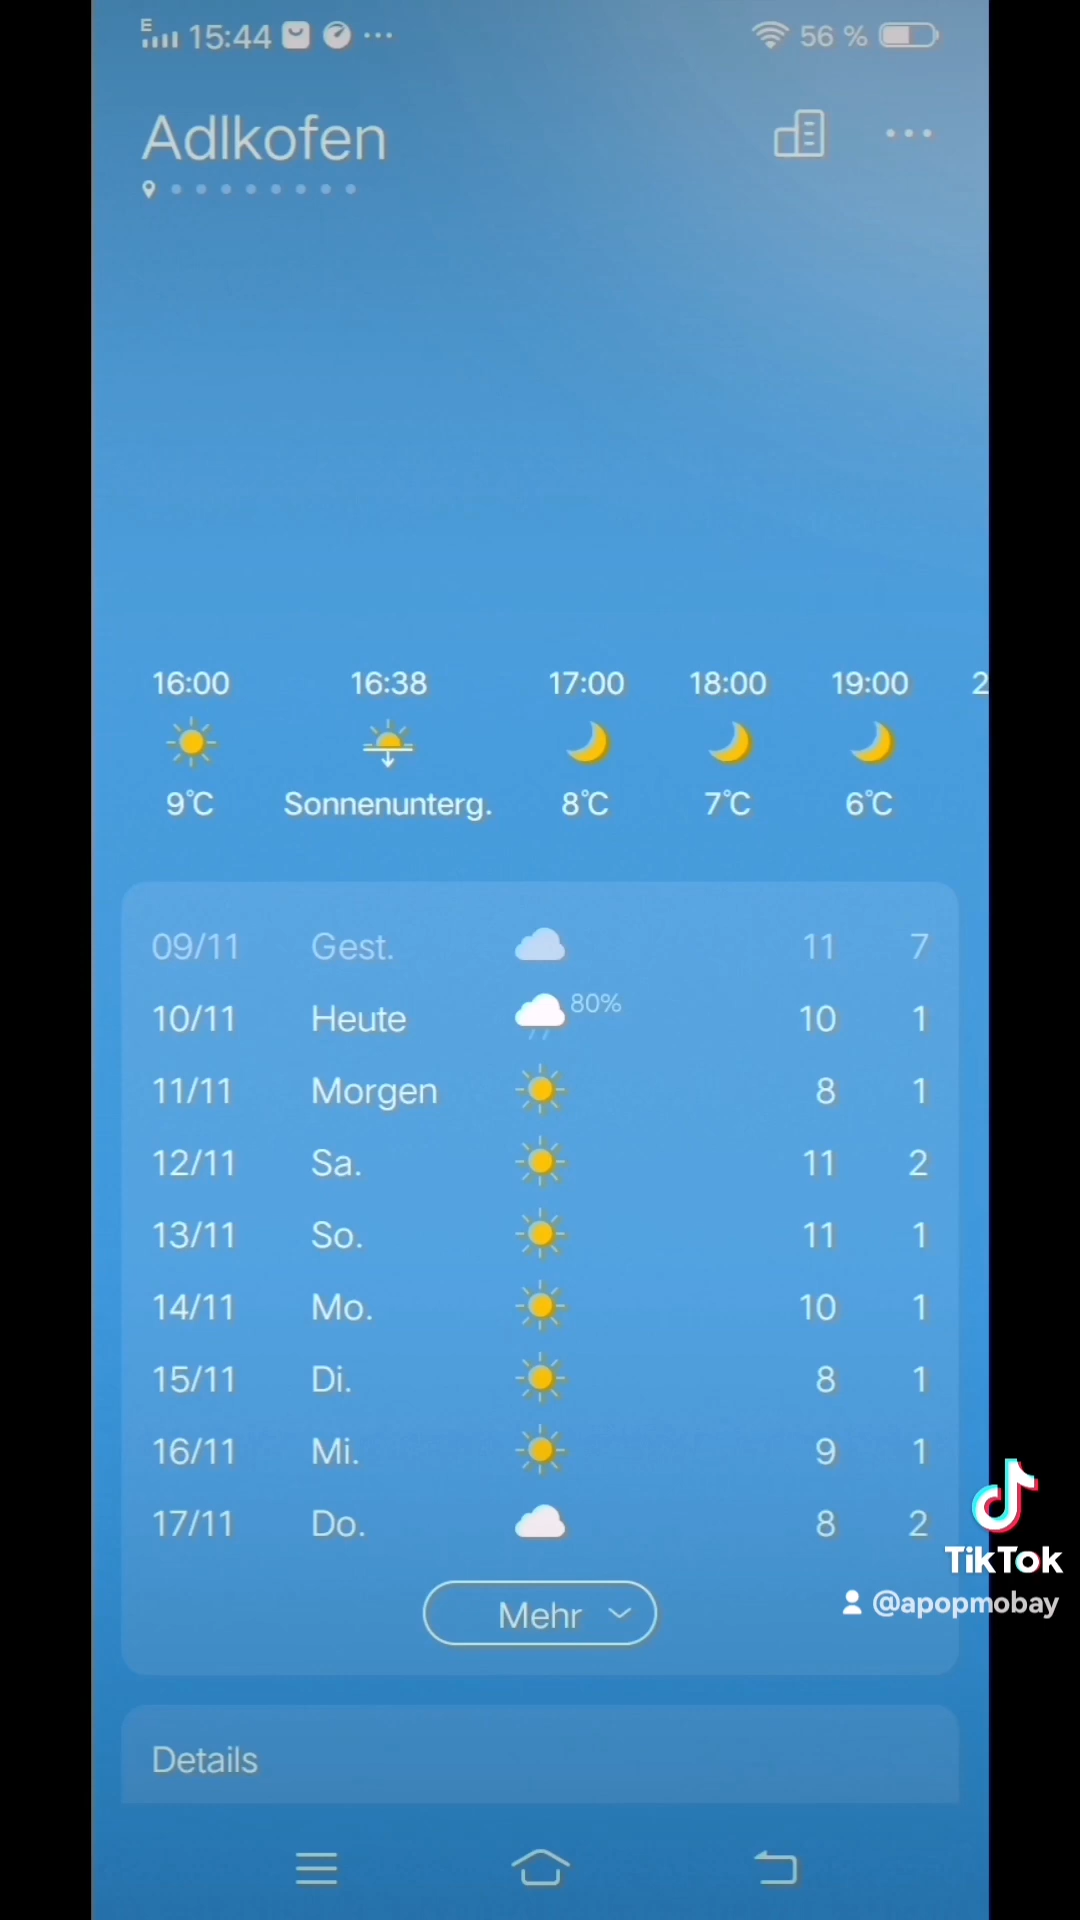 E 15:44 ... 56 %
Adlkofen
16:00 16:38 17:00 18:00 19:00 2
9°C Sonnenunterg. 8°C 7°C 6°C
09/11 Gest. 11 7
10/11 Heute 80% 10 1
11/11 Morgen 8 1
12/11 Sa. 11 2
13/11 So. 11 1
14/11 Mo. 10 1
15/11 Di. 8 1
16/11 Mi. 9 1
17/11 Do. 8 2
TikTok
@apopmobay
Mehr
Details